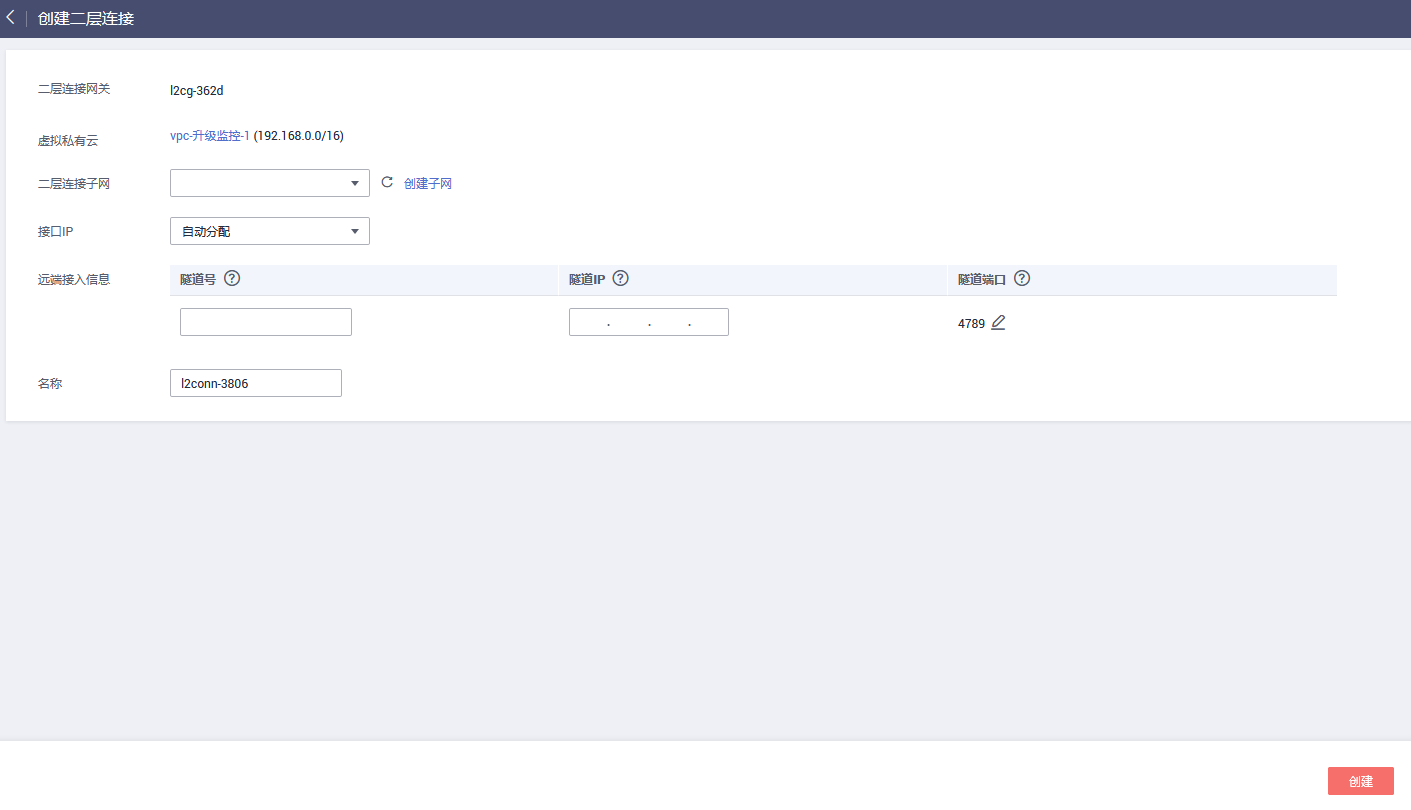 创建二层连接
二层连接网关 l2cg-362d
虚拟私有云 vpc-升级监控-1 (192.168.0.0/16)
二层连接子网 创建子网
接口IP 自动分配
远端接入信息 隧道号 ? 隧道IP ? 隧道端口 ?
. . . 4789
名称 l2conn-3806
创建